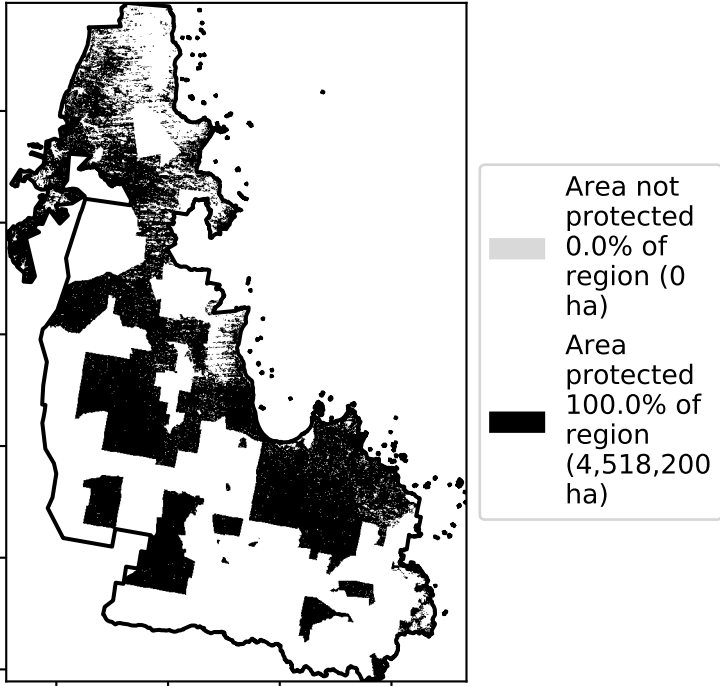 Area not
protected
0.0% of
region (0
ha)
Area
protected
100.0% of
region
(4,518,200
ha)